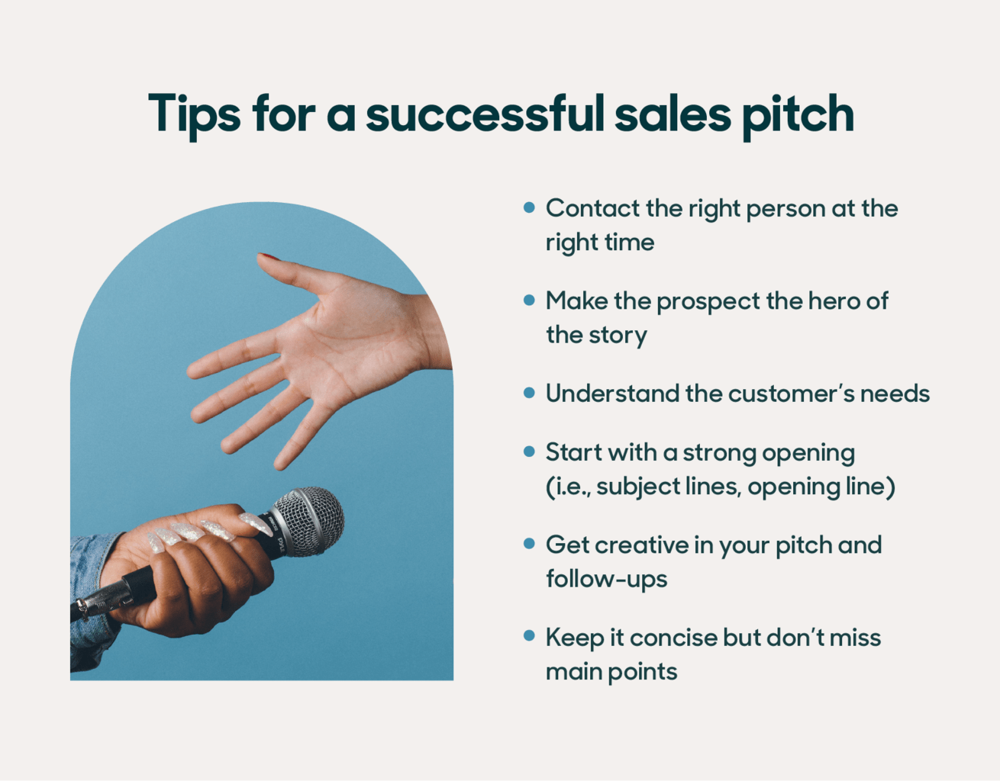 Tips for a successful sales pitch
Contact the right person at the
right time
Make the prospect the hero of
the story
Understand the customer’s needs
Start with a strong opening
(i.e., subject lines, opening line)
Get creative in your pitch and
follow-ups
Keep it concise but don’t miss
main points